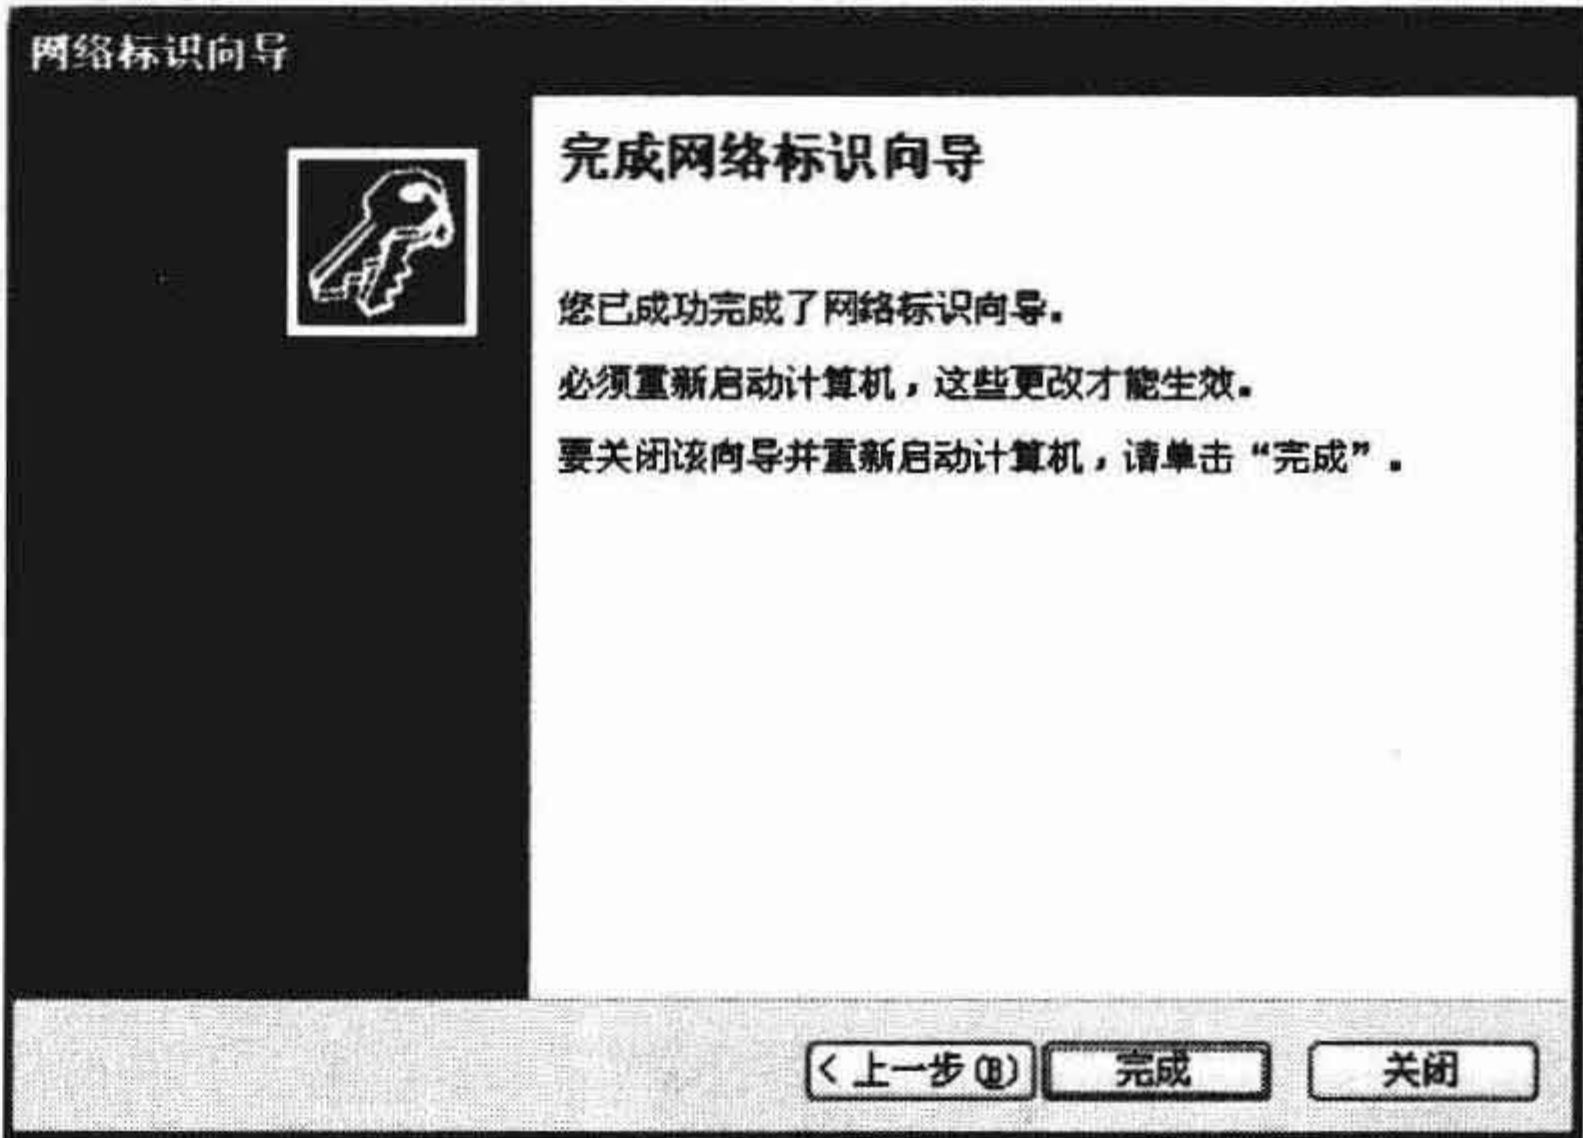 网络标识向导
完成网络标识向导
您已成功完成了网络标识向导。
必须重新启动计算机，这些更改才能生效。
要关闭该向导并重新启动计算机，请单击“完成”。
<上一步(B)
完成
关闭